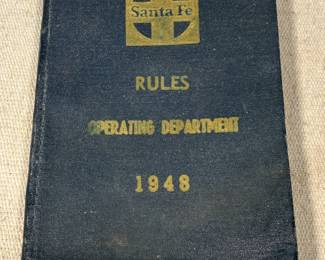 Santa Fe
RULES
OPERATING DEPARTMENT
1948